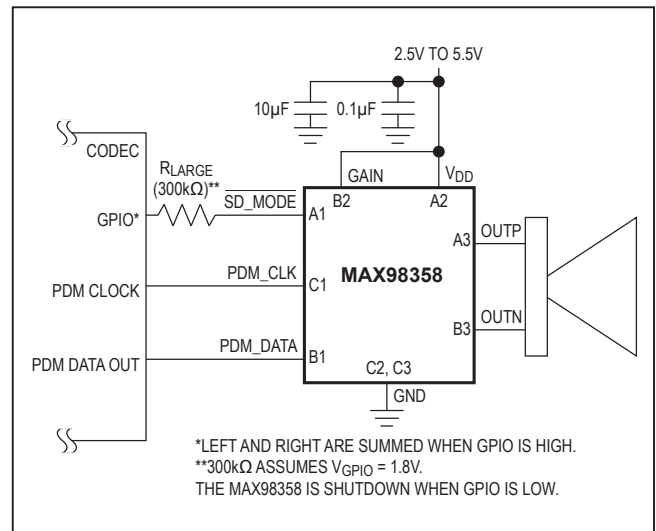 2.5V TO 5.5V
10µF
0.1µF
CODEC
RLARGE
(300kΩ)**
SD_MODE
GAIN
VDD
B2
A2
GPIO*
A1
A3
OUTP
PDM_CLK
MAX98358
PDM CLOCK
C1
OUTN
B3
PDM_DATA
PDM DATA OUT
B1
C2, C3
GND
*LEFT AND RIGHT ARE SUMMED WHEN GPIO IS HIGH.
**300kΩ ASSUMES VGPIO = 1.8V.
THE MAX98358 IS SHUTDOWN WHEN GPIO IS LOW.